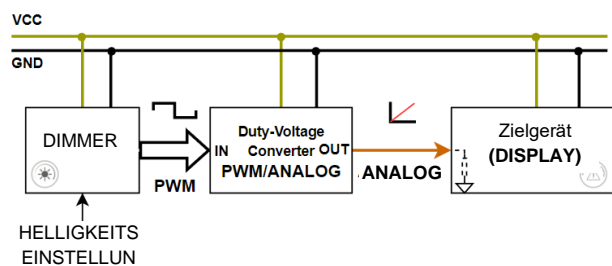 VCC
GND
DIMMER
PWM
Duty-Voltage
IN Converter OUT
PWM/ANALOG
ANALOG
Zielgerät
(DISPLAY)
HELLIGKEITS
EINSTELLUN